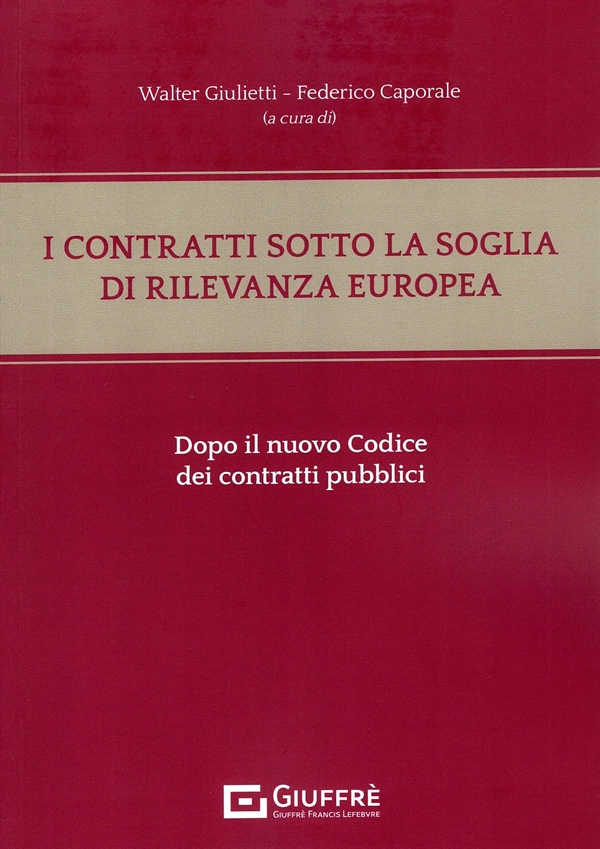 Walter Giulietti - Federico Caporale
(a cura di)
I CONTRATTI SOTTO LA SOGLIA
DI RILEVANZA EUROPEA
Dopo il nuovo Codice
dei contratti pubblici
GIUFFRÈ
GIUFFRÈ FRANCIS LEFEBVRE